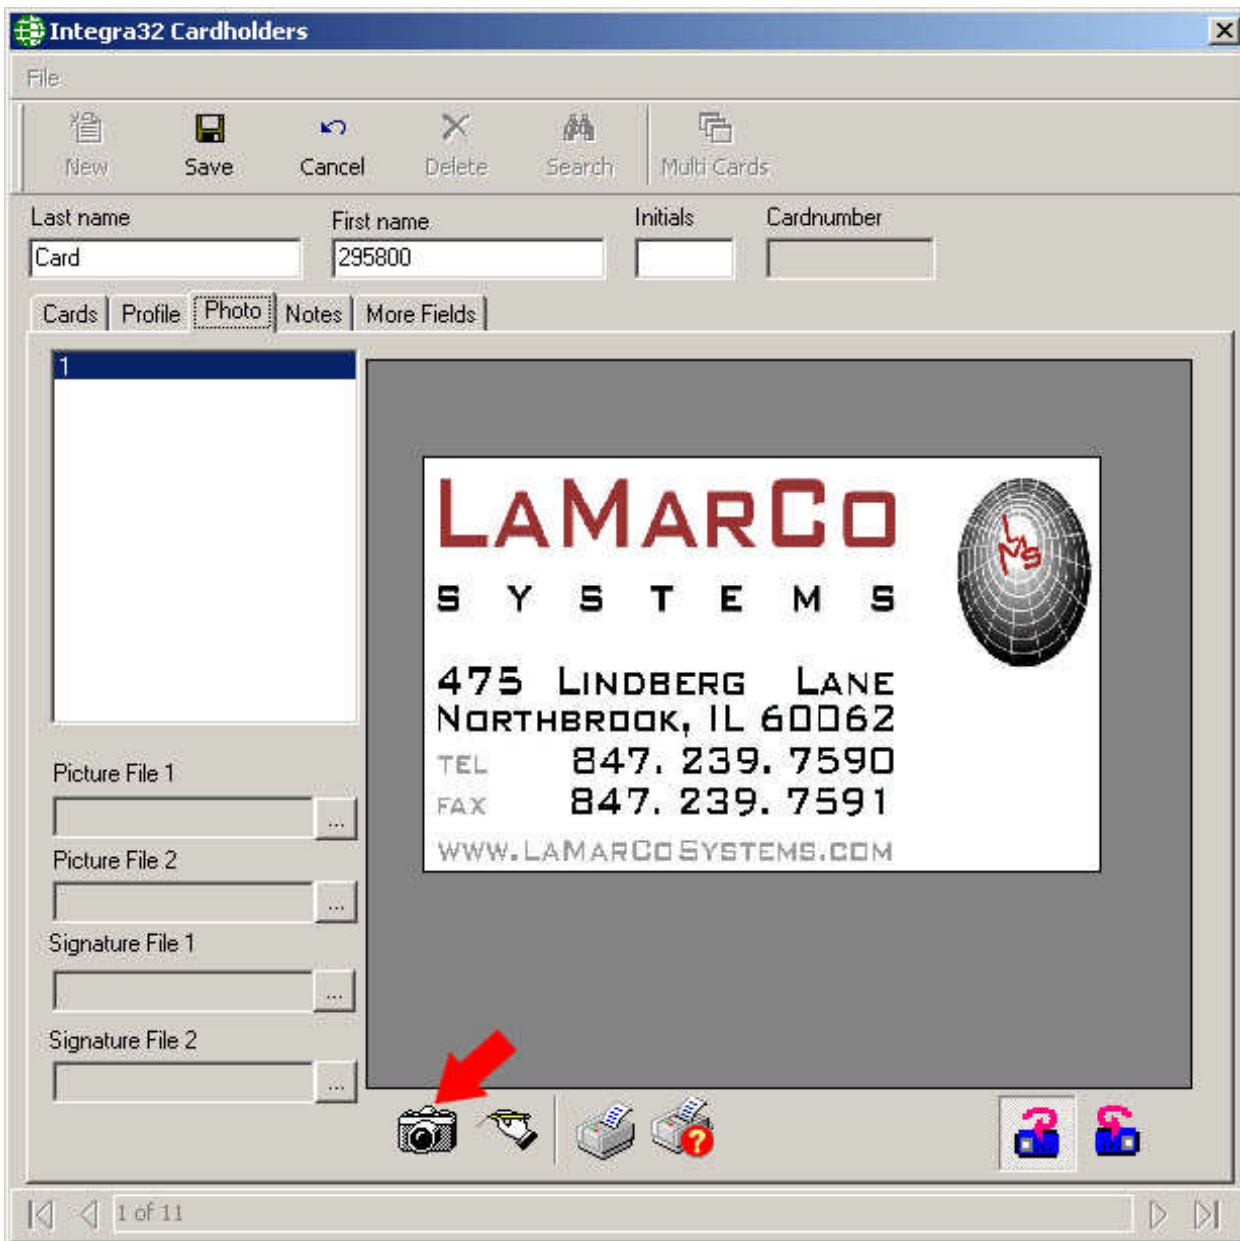 Integra32 Cardholders
File
New Save Cancel Delete Search Multi Cards
Last name First name Initials Cardnumber
Card 295800
Cards Profile Photo Notes More Fields
1
LAMARCO
SYSTEMS
475 LINDBERG LANE
NORTHBROOK, IL 60062
TEL 847. 239. 7590
FAX 847. 239. 7591
WWW.LAMARCOSYSTEMS.COM
LMS
Picture File 1
...
Picture File 2
...
Signature File 1
...
Signature File 2
...
?
1 of 11